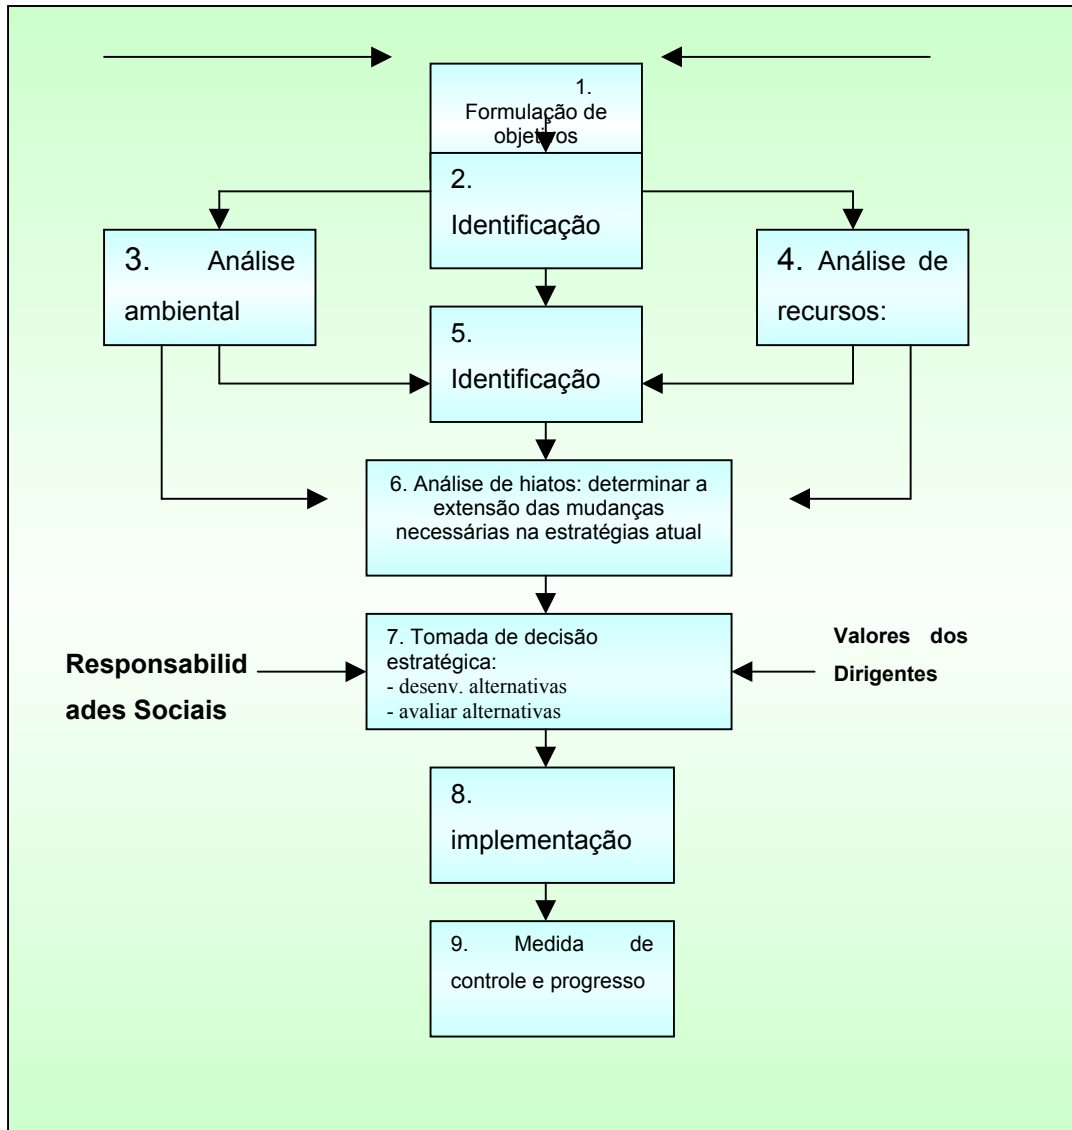 1.
Formulação de
objetivos
2.
Identificação
3. Análise
ambiental
4. Análise de
recursos:
5.
Identificação
6. Análise de hiatos: determinar a
extensão das mudanças
necessárias na estratégias atual
Responsabilid
ades Sociais
7. Tomada de decisão
estratégica:
- desenv. alternativas
- avaliar alternativas
Valores dos
Dirigentes
8.
implementação
9. Medida de
controle e progresso